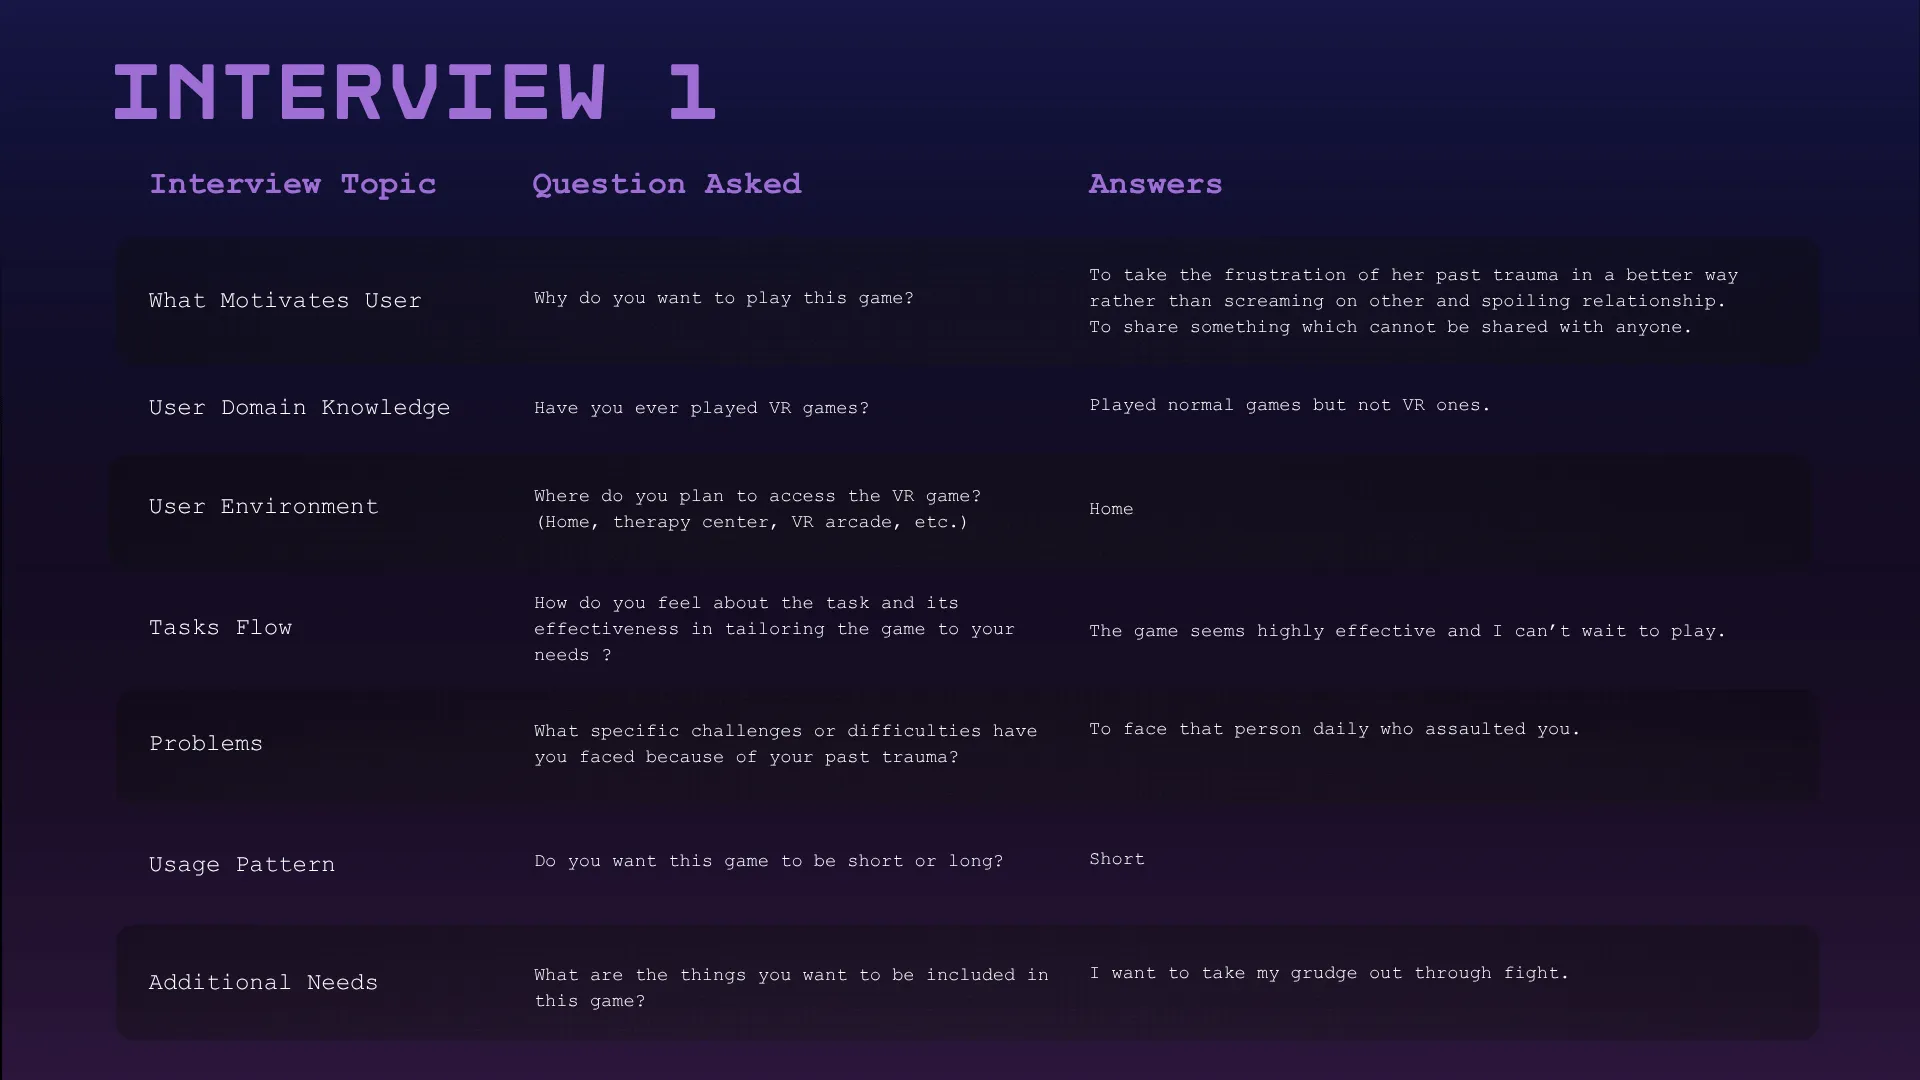 INTERVIEW 1
Interview Topic
Question Asked
Answers
What Motivates User
Why do you want to play this game?
To take the frustration of her past trauma in a better way
rather than screaming on other and spoiling relationship.
To share something which cannot be shared with anyone.
User Domain Knowledge
Have you ever played VR games?
Played normal games but not VR ones.
User Environment
Where do you plan to access the VR game?
(Home, therapy center, VR arcade, etc.)
Home
Tasks Flow
How do you feel about the task and its
effectiveness in tailoring the game to your
needs ?
The game seems highly effective and I can’t wait to play.
Problems
What specific challenges or difficulties have
you faced because of your past trauma?
To face that person daily who assaulted you.
Usage Pattern
Do you want this game to be short or long?
Short
Additional Needs
What are the things you want to be included in
this game?
I want to take my grudge out through fight.